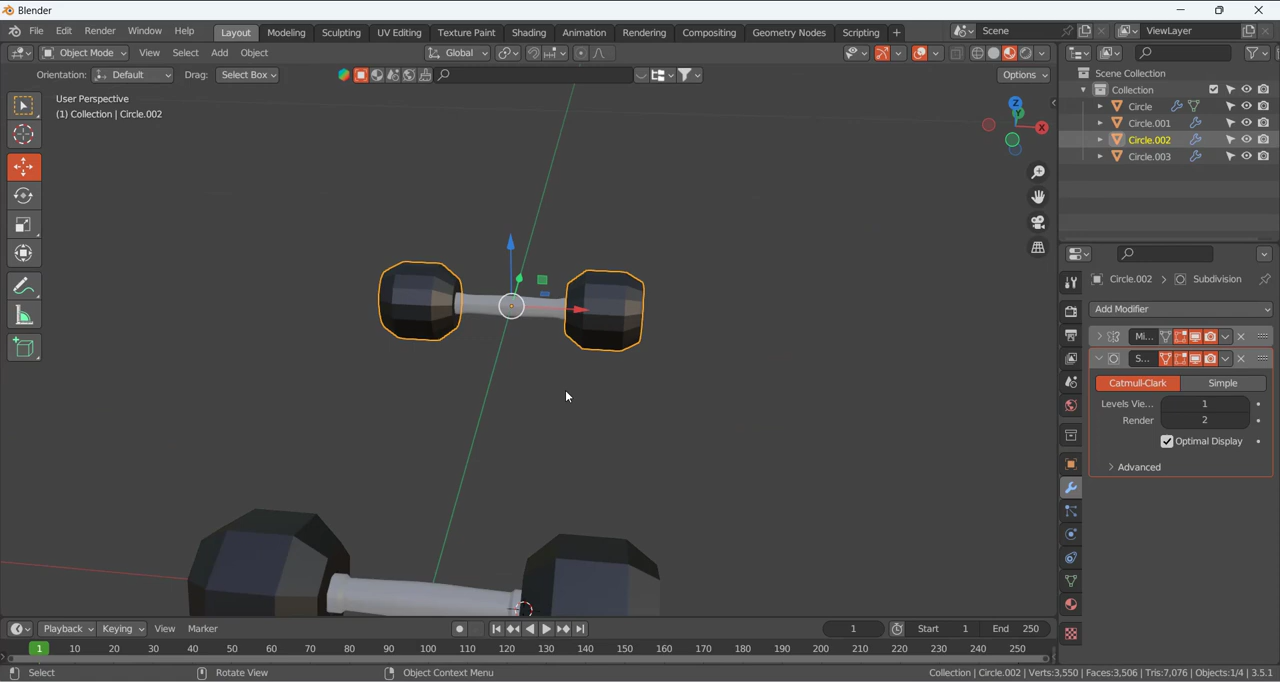 Blender
File Edit Render Window Help Layout Modeling Sculpting UV Editing Texture Paint Shading Animation Rendering Compositing Geometry Nodes Scripting + Scene ViewLayer
Object Mode View Select Add Object Global
Orientation: Default Drag: Select Box Options
User Perspective
(1) Collection | Circle.002
Z
Y
X
Scene Collection
Collection
Circle
Circle.001
Circle.002
Circle.003
Circle.002 > Subdivision
Add Modifier
Mi...
S...
Catmull-Clark Simple
Levels Vie... 1
Render 2
Optimal Display
Advanced
Playback Keying View Marker 1 Start 1 End 250
1 10 20 30 40 50 60 70 80 90 100 110 120 130 140 150 160 170 180 190 200 210 220 230 240 250
Select Rotate View Object Context Menu Collection | Circle.002 | Verts:3,550 | Faces:3,506 | Tris:7,076 | Objects:1/4 | 3.5.1